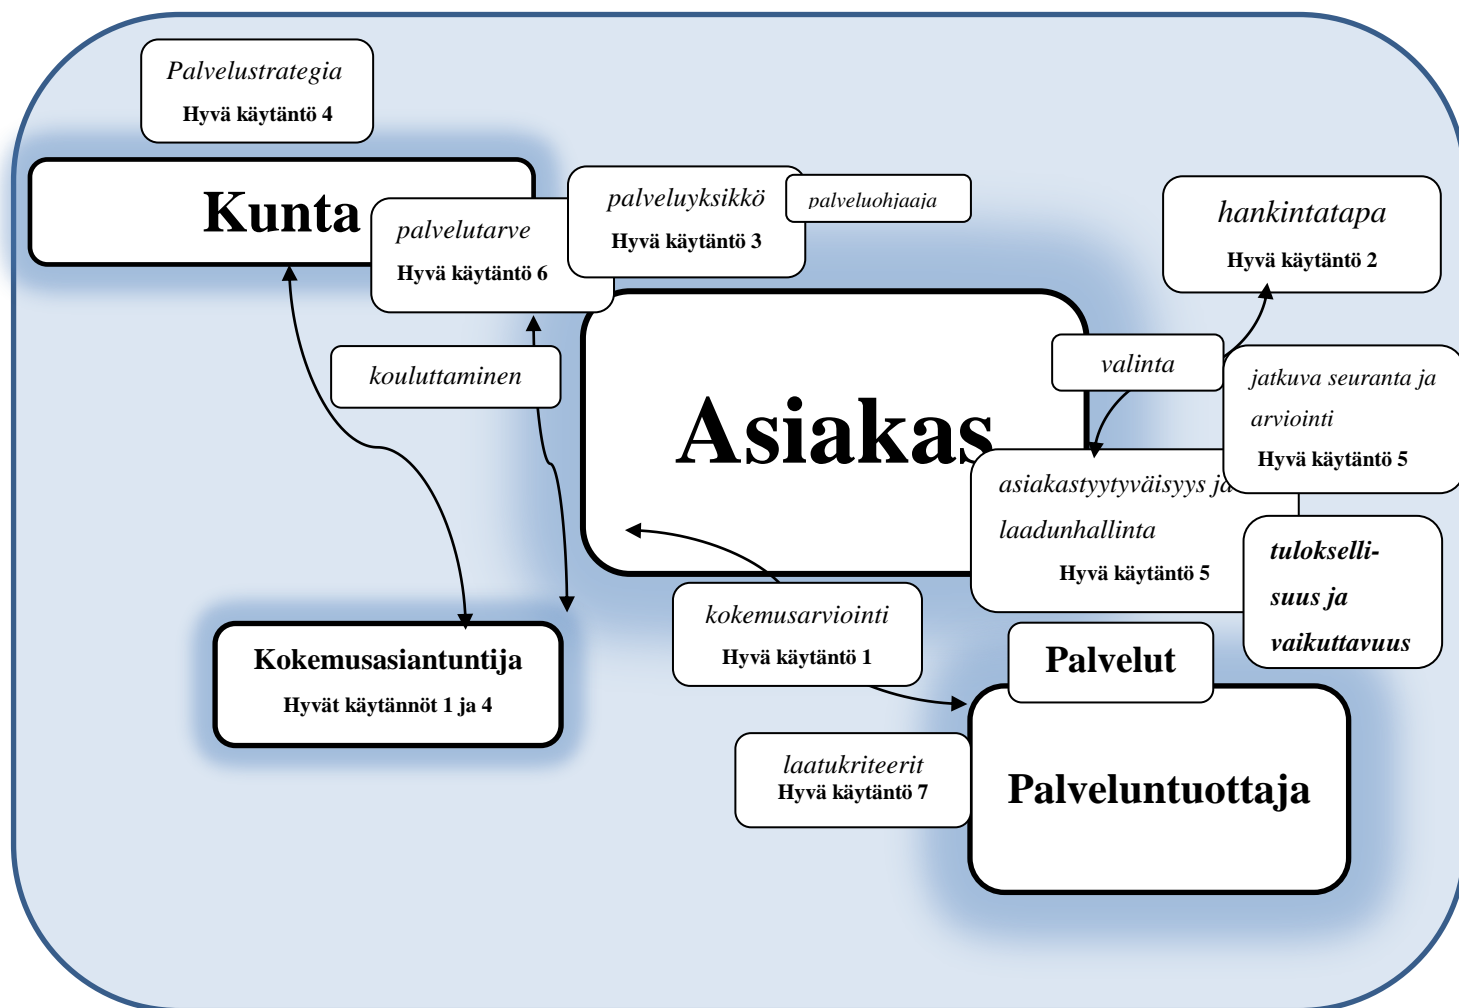 Palvelustrategia
Hyvä käytäntö 4
Kunta
palvelutarve
Hyvä käytäntö 6
palveluyksikkö
Hyvä käytäntö 3
palveluohjaaja
hankintatapa
Hyvä käytäntö 2
kouluttaminen
Asiakas
valinta
jatkuva seuranta ja
arviointi
Hyvä käytäntö 5
asiakastyytyväisyys ja
laadunhallinta
Hyvä käytäntö 5
tulokselli-
suus ja
vaikuttavuus
kokemusarviointi
Hyvä käytäntö 1
Kokemusasiantuntija
Hyvät käytännöt 1 ja 4
Palvelut
Palveluntuottaja
laatukriteerit
Hyvä käytäntö 7